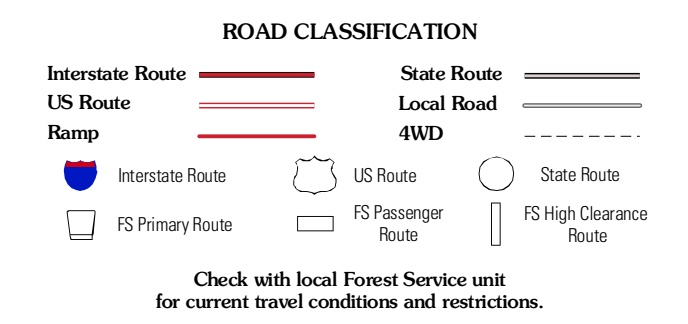 ROAD CLASSIFICATION
Interstate Route
State Route
US Route
Local Road
Ramp
4WD
Interstate Route
US Route
State Route
FS Primary Route
FS Passenger
Route
FS High Clearance
Route
Check with local Forest Service unit
for current travel conditions and restrictions.